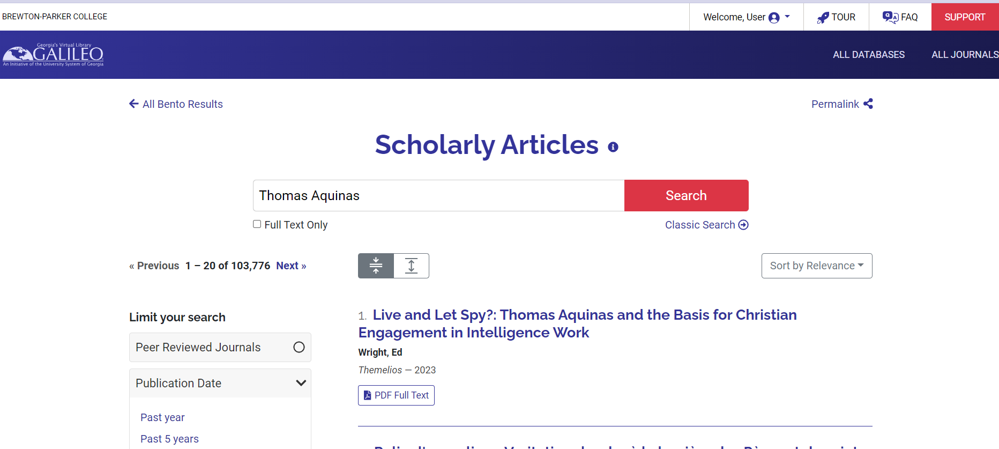 BREWTON-PARKER COLLEGE
Welcome, User
TOUR
FAQ
SUPPORT
Georgia's Virtual Library
GALILEO
An Initiative of the University System of Georgia
ALL DATABASES
ALL JOURNALS
All Bento Results
Permalink
Scholarly Articles
Thomas Aquinas
Search
Full Text Only
Classic Search
« Previous 1 – 20 of 103,776 Next »
Sort by Relevance
Limit your search
Peer Reviewed Journals
Publication Date
Past year
Past 5 years
1. Live and Let Spy?: Thomas Aquinas and the Basis for Christian
Engagement in Intelligence Work
Wright, Ed
Themelios — 2023
PDF Full Text